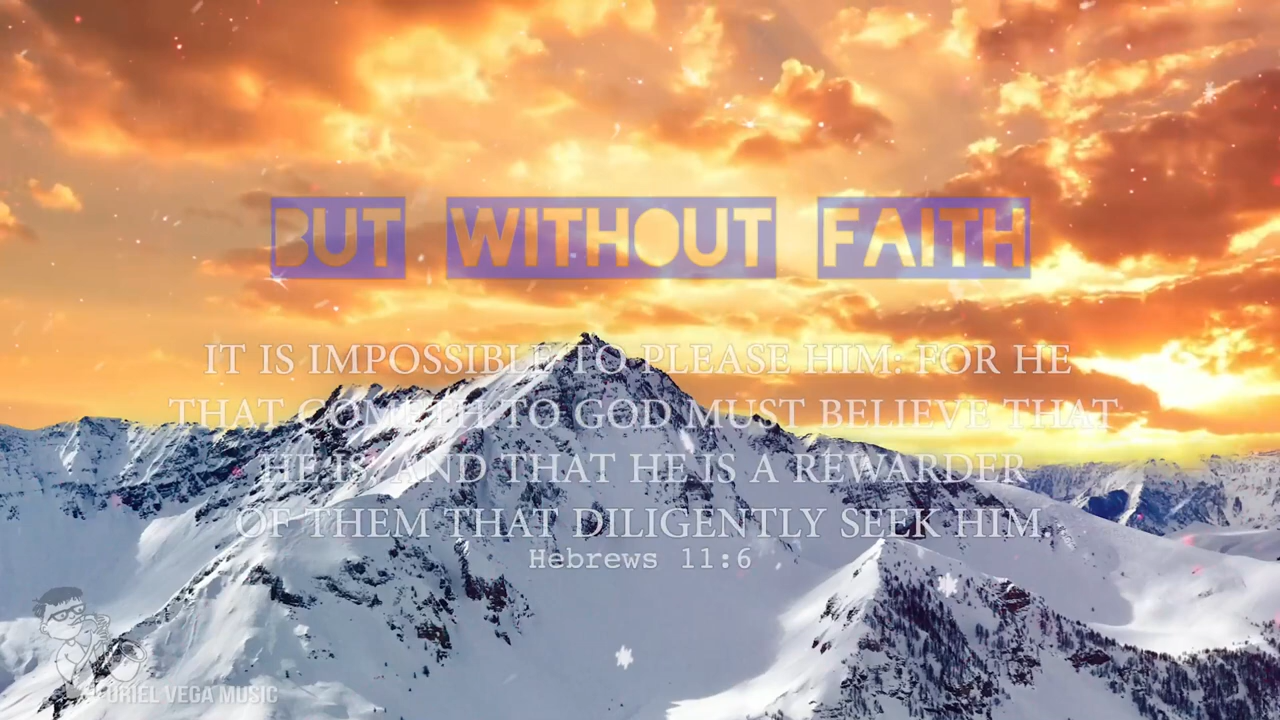 BUT WITHOUT FAITH
IT IS IMPOSSIBLE TO PLEASE HIM: FOR HE
THAT COMETH TO GOD MUST BELIEVE THAT
HE IS, AND THAT HE IS A REWARDER
OF THEM THAT DILIGENTLY SEEK HIM.
Hebrews 11:6
URIEL VEGA MUSIC